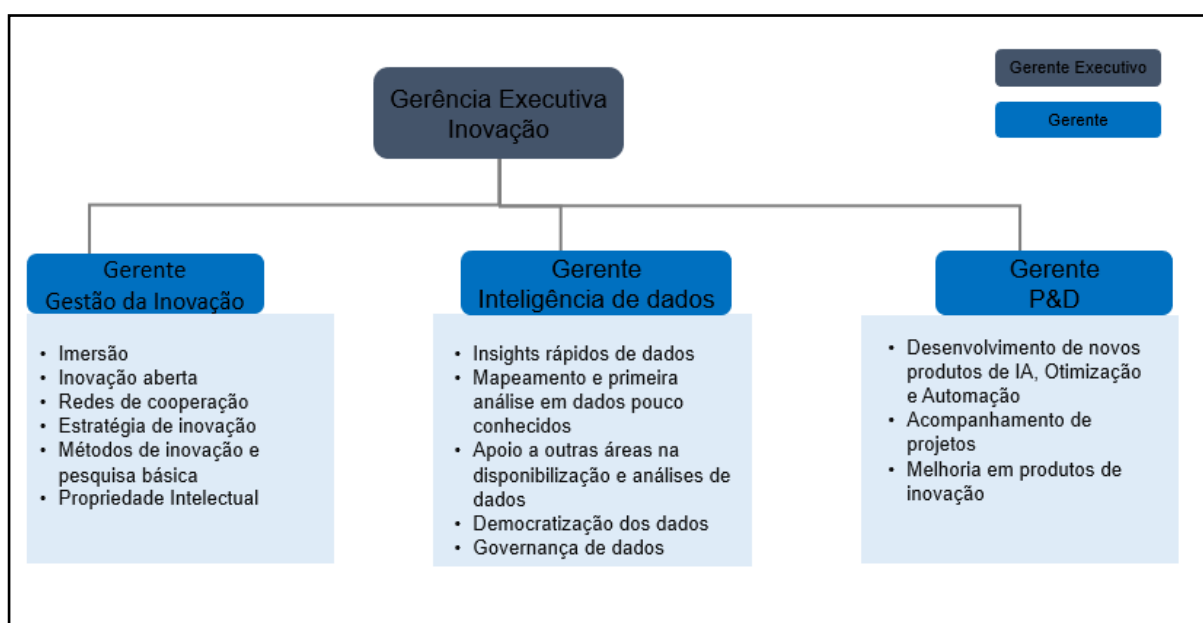 Gerência Executiva
Inovação
Gerente Executivo
Gerente
Gerente
Gestão da Inovação
• Imersão
• Inovação aberta
• Redes de cooperação
• Estratégia de inovação
• Métodos de inovação e
pesquisa básica
• Propriedade Intelectual
Gerente
Inteligência de dados
• Insights rápidos de dados
• Mapeamento e primeira
análise em dados pouco
conhecidos
• Apoio a outras áreas na
disponibilização e análises de
dados
• Democratização dos dados
• Governança de dados
Gerente
P&D
• Desenvolvimento de novos
produtos de IA, Otimização
e Automação
• Acompanhamento de
projetos
• Melhoria em produtos de
inovação